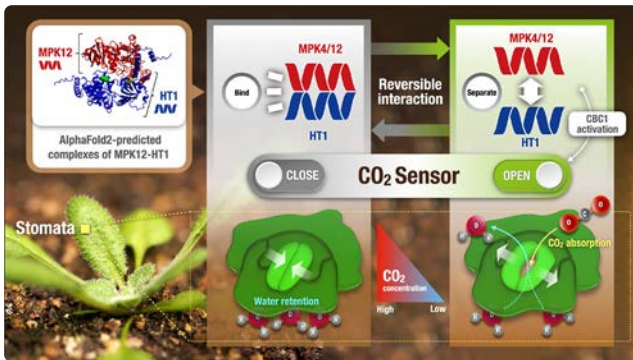 MPK12
HT1
AlphaFold2-predicted
complexes of MPK12-HT1
MPK4/12
Bind
HT1
Reversible
interaction
MPK4/12
Separate
HT1
CBC1
activation
CLOSE
CO₂ Sensor
OPEN
Stomata
Water retention
CO₂
concentration
High
Low
CO₂ absorption